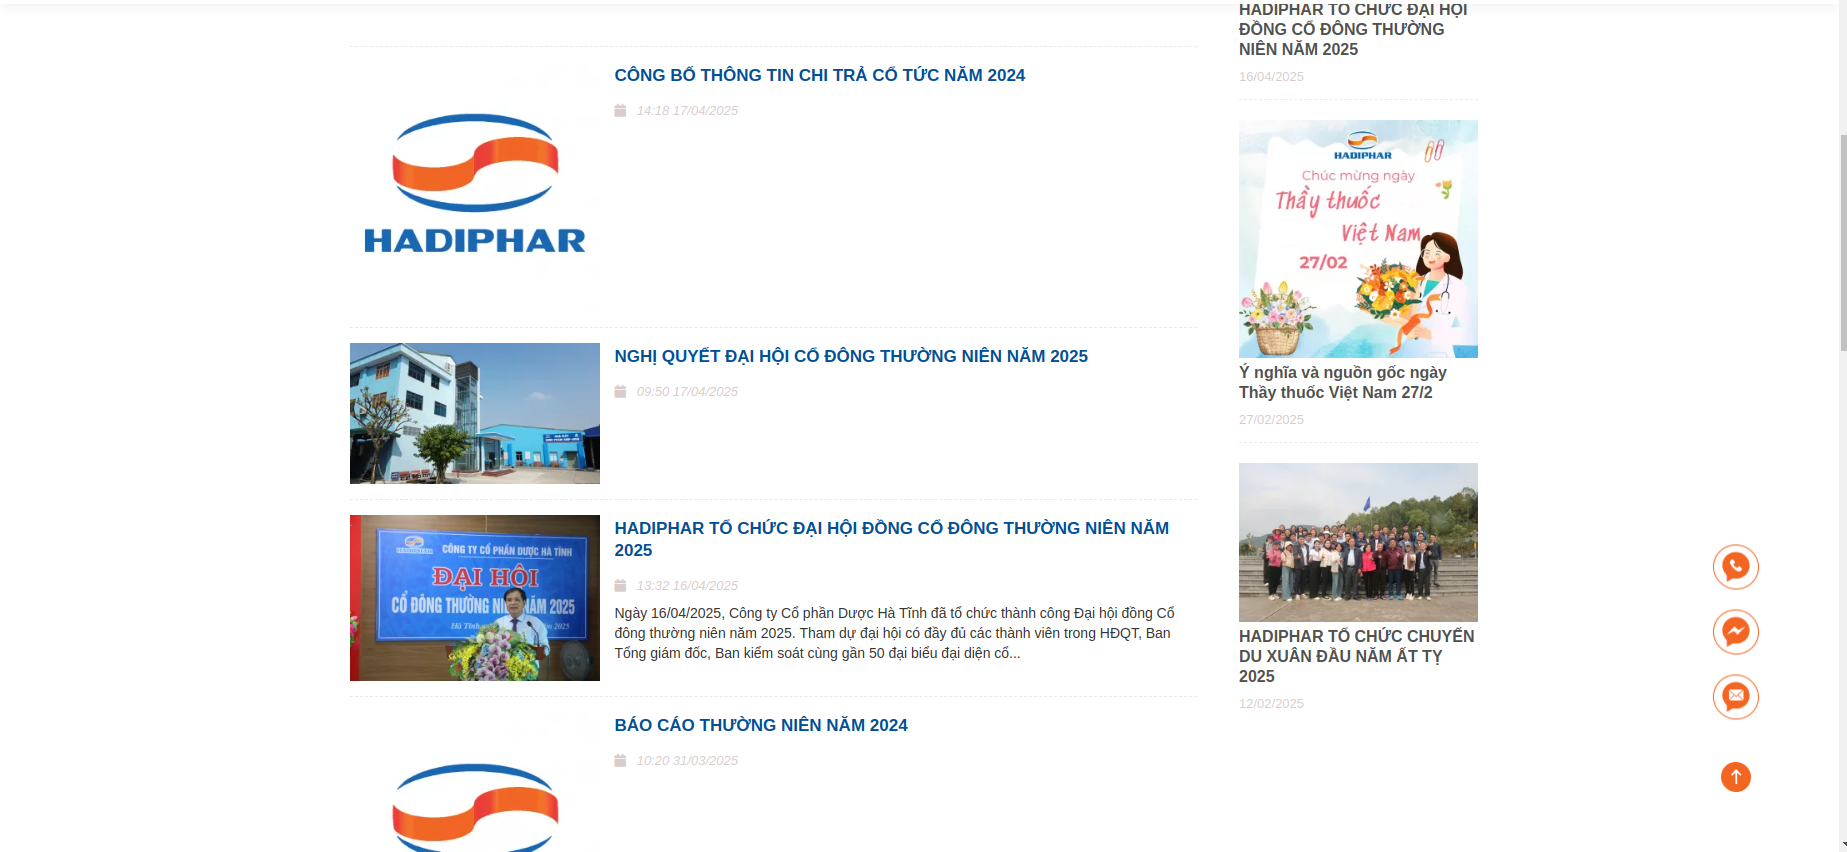 CÔNG BỐ THÔNG TIN CHI TRẢ CỔ TỨC NĂM 2024
14:18 17/04/2025
HADIPHAR
NGHỊ QUYẾT ĐẠI HỘI CỔ ĐÔNG THƯỜNG NIÊN NĂM 2025
09:50 17/04/2025
HADIPHAR TỔ CHỨC ĐẠI HỘI ĐỒNG CỔ ĐÔNG THƯỜNG NIÊN NĂM
2025
13:32 16/04/2025
Ngày 16/04/2025, Công ty Cổ phần Dược Hà Tĩnh đã tổ chức thành công Đại hội đồng Cổ
đông thường niên năm 2025. Tham dự đại hội có đầy đủ các thành viên trong HĐQT, Ban
Tổng giám đốc, Ban kiểm soát cùng gần 50 đại biểu đại diện cổ...
CÔNG TY CỔ PHẦN DƯỢC HÀ TĨNH
ĐẠI HỘI
CỔ ĐÔNG THƯỜNG NIÊN NĂM 2025
Hà Tĩnh, 2025
BÁO CÁO THƯỜNG NIÊN NĂM 2024
10:20 31/03/2025
HADIPHAR TỔ CHỨC ĐẠI HỘI
ĐỒNG CỔ ĐÔNG THƯỜNG
NIÊN NĂM 2025
16/04/2025
HADIPHAR
Chúc mừng ngày
Thầy thuốc
Việt Nam
27/02
Ý nghĩa và nguồn gốc ngày
Thầy thuốc Việt Nam 27/2
27/02/2025
HADIPHAR TỔ CHỨC CHUYẾN
DU XUÂN ĐẦU NĂM ẤT TỴ
2025
12/02/2025